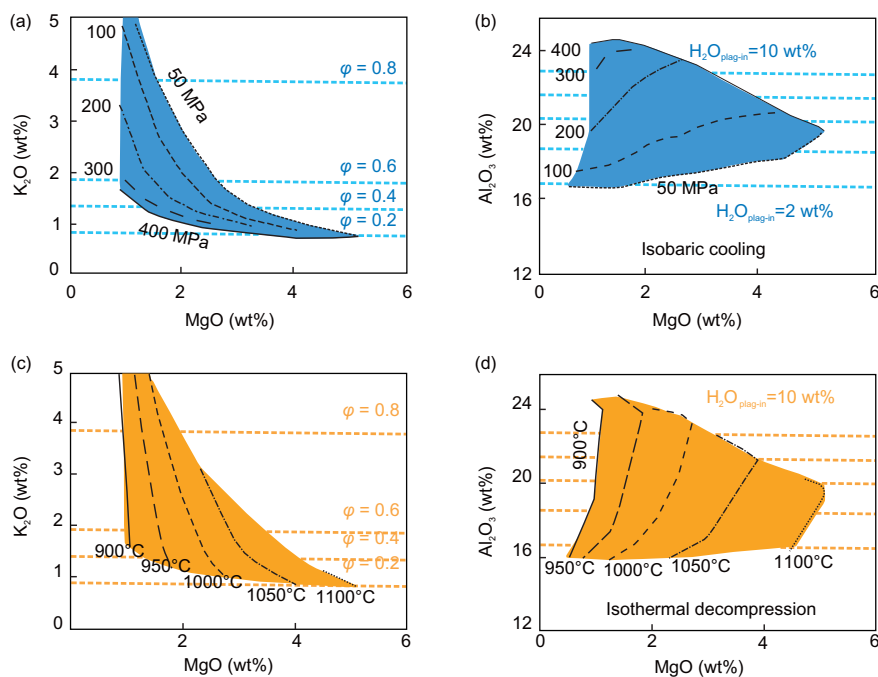 (a)
5
4
3
2
1
0
K₂O (wt%)
100
200
300
400 MPa
50 MPa
φ = 0.8
φ = 0.6
φ = 0.4
φ = 0.2
0
2
4
6
MgO (wt%)
(b)
24
20
16
12
Al₂O₃ (wt%)
400
300
200
100
50 MPa
H₂Oplag-in=10 wt%
H₂Oplag-in=2 wt%
Isobaric cooling
0
2
4
6
MgO (wt%)
(c)
5
4
3
2
1
0
K₂O (wt%)
900°C
950°C
1000°C
1050°C
1100°C
φ = 0.8
φ = 0.6
φ = 0.4
φ = 0.2
0
2
4
6
MgO (wt%)
(d)
24
20
16
12
Al₂O₃ (wt%)
900°C
950°C
1000°C
1050°C
1100°C
H₂Oplag-in=10 wt%
Isothermal decompression
0
2
4
6
MgO (wt%)